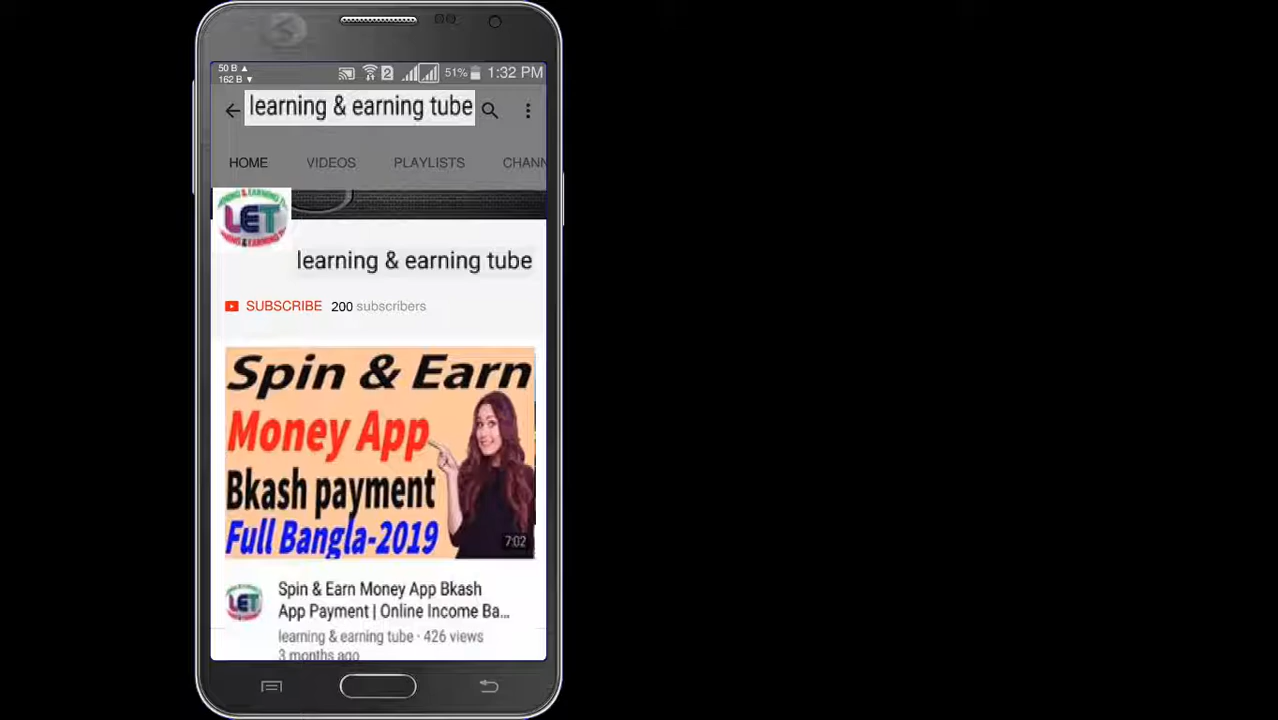 50 B
162 B
2
51%
1:32 PM
learning & earning tube
HOME
VIDEOS
PLAYLISTS
CHANN
LET
learning & earning tube
SUBSCRIBE 200 subscribers
Spin & Earn
Money App
Bkash payment
Full Bangla-2019
7:02
LET
Spin & Earn Money App Bkash
App Payment | Online Income Ba...
learning & earning tube · 426 views
3 months ago